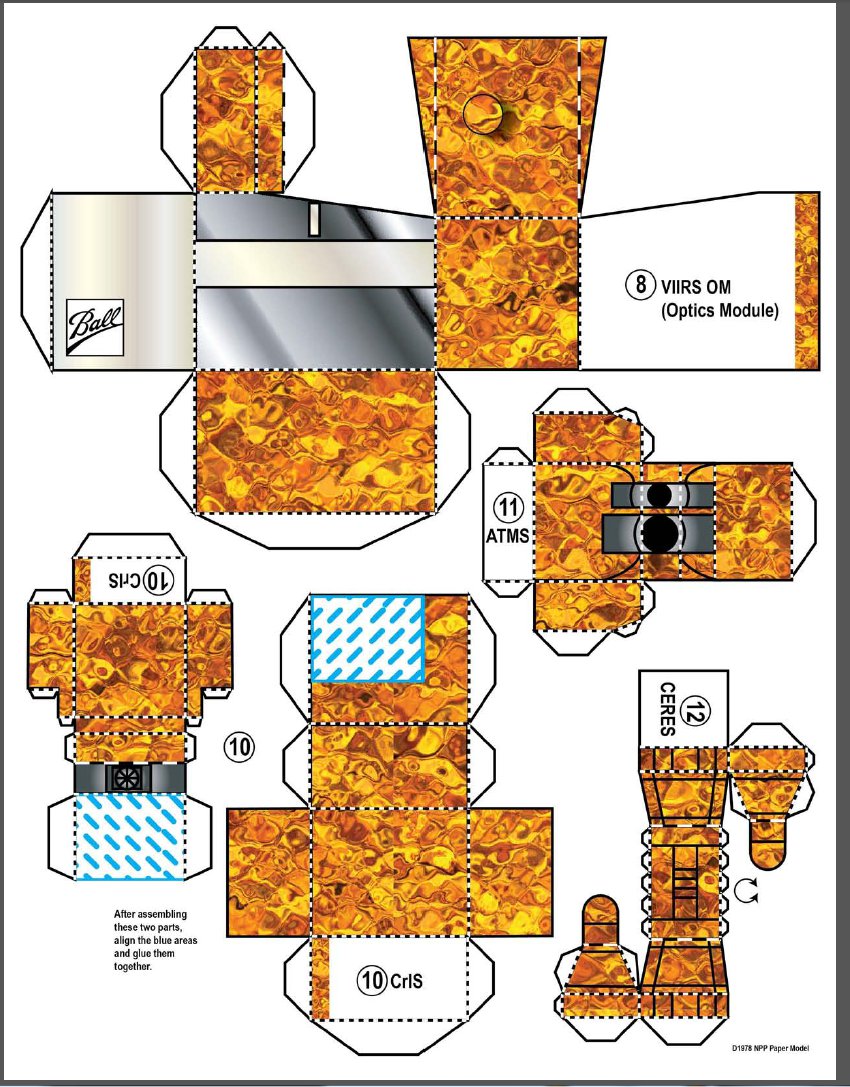 8 VIIRS OM
(Optics Module)
Ball
11
ATMS
10 CrIS
10
12
CERES
After assembling
these two parts,
align the blue areas
and glue them
together.
10 CrIS
D1978 NPP Paper Model